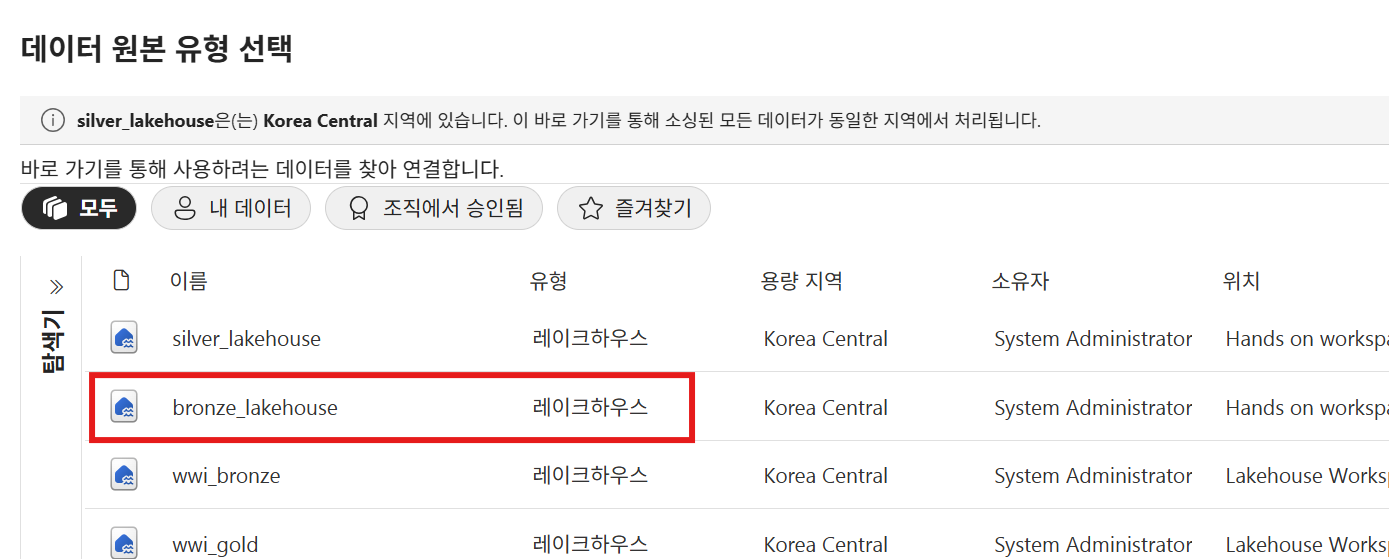 데이터 원본 유형 선택
silver_lakehouse은(는) Korea Central 지역에 있습니다. 이 바로 가기를 통해 소싱된 모든 데이터가 동일한 지역에서 처리됩니다.
바로 가기를 통해 사용하려는 데이터를 찾아 연결합니다.
모두 내 데이터 조직에서 승인됨 즐겨찾기
탐색기
이름 유형 용량 지역 소유자 위치
silver_lakehouse 레이크하우스 Korea Central System Administrator Hands on workspa
bronze_lakehouse 레이크하우스 Korea Central System Administrator Hands on workspa
wwi_bronze 레이크하우스 Korea Central System Administrator Lakehouse Worksp
wwi_gold 레이크하우스 Korea Central System Administrator Lakehouse Worksp